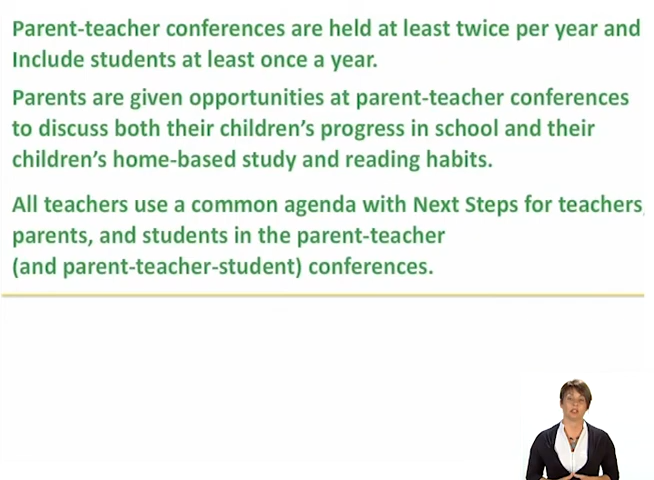 Parent-teacher conferences are held at least twice per year and
Include students at least once a year.
Parents are given opportunities at parent-teacher conferences
to discuss both their children's progress in school and their
children's home-based study and reading habits.
All teachers use a common agenda with Next Steps for teachers,
parents, and students in the parent-teacher
(and parent-teacher-student) conferences.